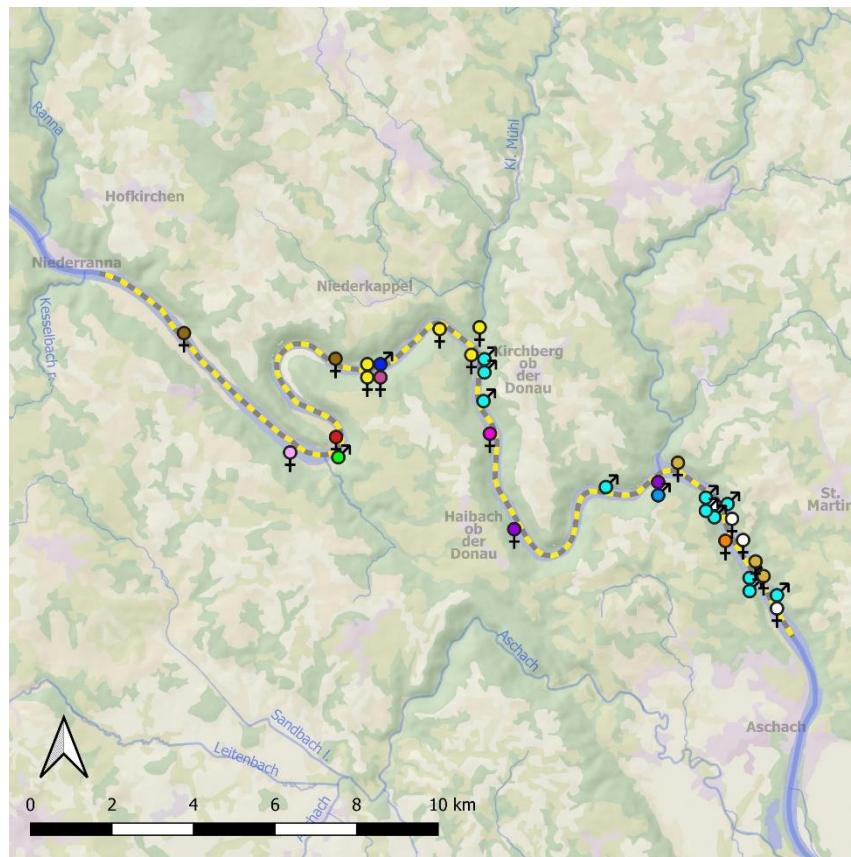 Ranna
Kl. Mühl
Hofkirchen
Niederranna
Niederkappel
Kesselbach r.
Kirchberg
ob
der
Donau
St.
Martin
Haibach
ob
der
Donau
Aschach
Aschach
Sandbach l.
Leitenbach
0 2 4 6 8 10 km